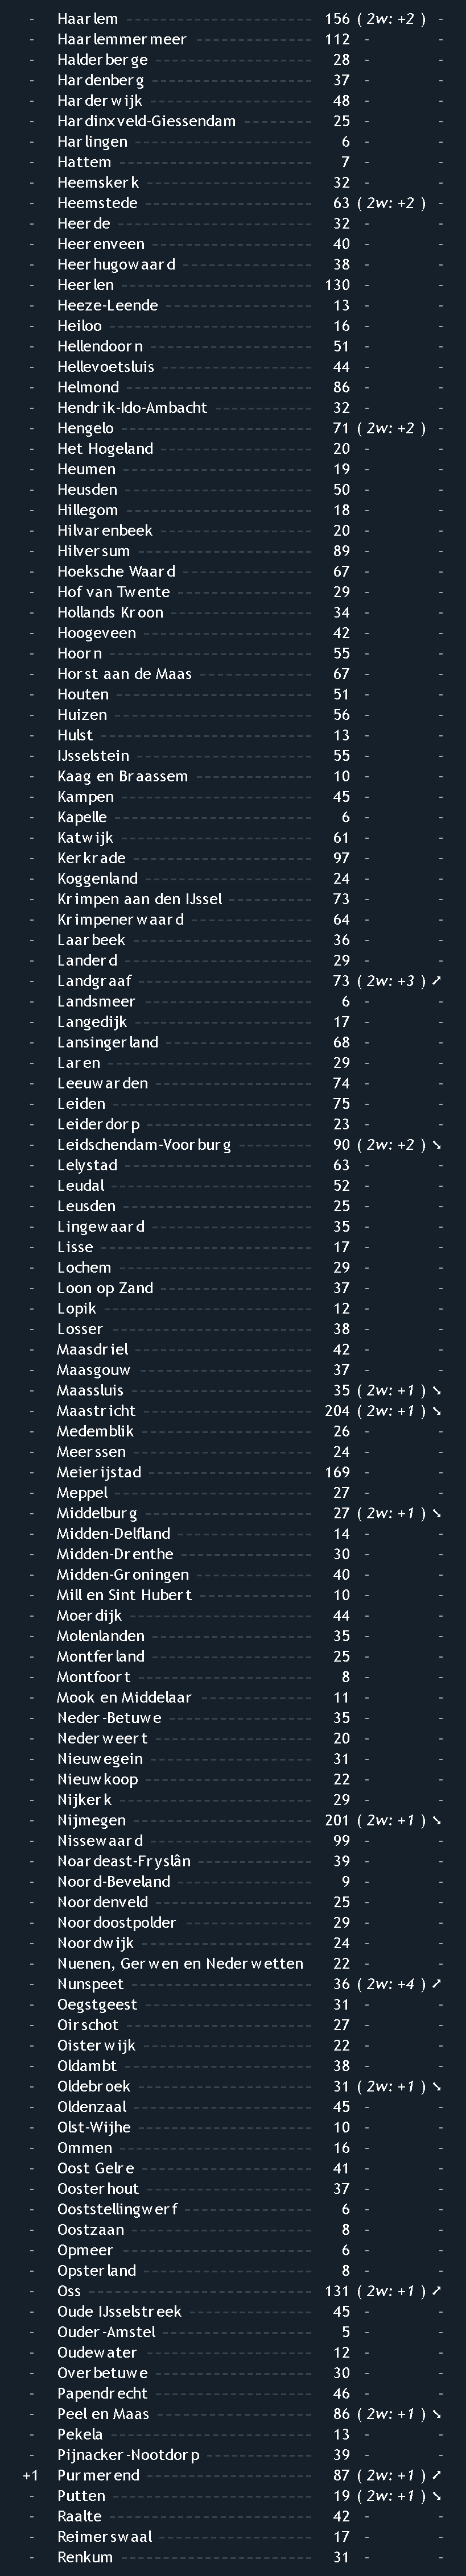 - Haarlem 156 ( 2w: +2 ) -
- Haarlemmermeer 112 - -
- Halderberge 28 - -
- Hardenberg 37 - -
- Harderwijk 48 - -
- Hardinxveld-Giessendam 25 - -
- Harlingen 6 - -
- Hattem 7 - -
- Heemskerk 32 - -
- Heemstede 63 ( 2w: +2 ) -
- Heerde 32 - -
- Heerenveen 40 - -
- Heerhugowaard 38 - -
- Heerlen 130 - -
- Heeze-Leende 13 - -
- Heiloo 16 - -
- Hellendoorn 51 - -
- Hellevoetsluis 44 - -
- Helmond 86 - -
- Hendrik-Ido-Ambacht 32 - -
- Hengelo 71 ( 2w: +2 ) -
- Het Hogeland 20 - -
- Heumen 19 - -
- Heusden 50 - -
- Hillegom 18 - -
- Hilvarenbeek 20 - -
- Hilversum 89 - -
- Hoeksche Waard 67 - -
- Hof van Twente 29 - -
- Hollands Kroon 34 - -
- Hoogeveen 42 - -
- Hoorn 55 - -
- Horst aan de Maas 67 - -
- Houten 51 - -
- Huizen 56 - -
- Hulst 13 - -
- IJsselstein 55 - -
- Kaag en Braassem 10 - -
- Kampen 45 - -
- Kapelle 6 - -
- Katwijk 61 - -
- Kerkrade 97 - -
- Koggenland 24 - -
- Krimpen aan den IJssel 73 - -
- Krimpenerwaard 64 - -
- Laarbeek 36 - -
- Landerd 29 - -
- Landgraaf 73 ( 2w: +3 ) ➚
- Landsmeer 6 - -
- Langedijk 17 - -
- Lansingerland 68 - -
- Laren 29 - -
- Leeuwarden 74 - -
- Leiden 75 - -
- Leiderdorp 23 - -
- Leidschendam-Voorburg 90 ( 2w: +2 ) ➘
- Lelystad 63 - -
- Leudal 52 - -
- Leusden 25 - -
- Lingewaard 35 - -
- Lisse 17 - -
- Lochem 29 - -
- Loon op Zand 37 - -
- Lopik 12 - -
- Losser 38 - -
- Maasdriel 42 - -
- Maasgouw 37 - -
- Maassluis 35 ( 2w: +1 ) ➘
- Maastricht 204 ( 2w: +1 ) ➘
- Medemblik 26 - -
- Meerssen 24 - -
- Meierijstad 169 - -
- Meppel 27 - -
- Middelburg 27 ( 2w: +1 ) ➘
- Midden-Delfland 14 - -
- Midden-Drenthe 30 - -
- Midden-Groningen 40 - -
- Mill en Sint Hubert 10 - -
- Moerdijk 44 - -
- Molenlanden 35 - -
- Montferland 25 - -
- Montfoort 8 - -
- Mook en Middelaar 11 - -
- Neder-Betuwe 35 - -
- Nederweert 20 - -
- Nieuwegein 31 - -
- Nieuwkoop 22 - -
- Nijkerk 29 - -
- Nijmegen 201 ( 2w: +1 ) ➘
- Nissewaard 99 - -
- Noardeast-Fryslân 39 - -
- Noord-Beveland 9 - -
- Noordenveld 25 - -
- Noordoostpolder 29 - -
- Noordwijk 24 - -
- Nuenen, Gerwen en Nederwetten 22 - -
- Nunspeet 36 ( 2w: +4 ) ➚
- Oegstgeest 31 - -
- Oirschot 27 - -
- Oisterwijk 22 - -
- Oldambt 38 - -
- Oldebroek 31 ( 2w: +1 ) ➘
- Oldenzaal 45 - -
- Olst-Wijhe 10 - -
- Ommen 16 - -
- Oost Gelre 41 - -
- Oosterhout 37 - -
- Ooststellingwerf 6 - -
- Oostzaan 8 - -
- Opmeer 6 - -
- Opsterland 8 - -
- Oss 131 ( 2w: +1 ) ➚
- Oude IJsselstreek 45 - -
- Ouder-Amstel 5 - -
- Oudewater 12 - -
- Overbetuwe 30 - -
- Papendrecht 46 - -
- Peel en Maas 86 ( 2w: +1 ) ➘
- Pekela 13 - -
- Pijnacker-Nootdorp 39 - -
+1 Purmerend 87 ( 2w: +1 ) ➚
- Putten 19 ( 2w: +1 ) ➘
- Raalte 42 - -
- Reimerswaal 17 - -
- Renkum 31 - -